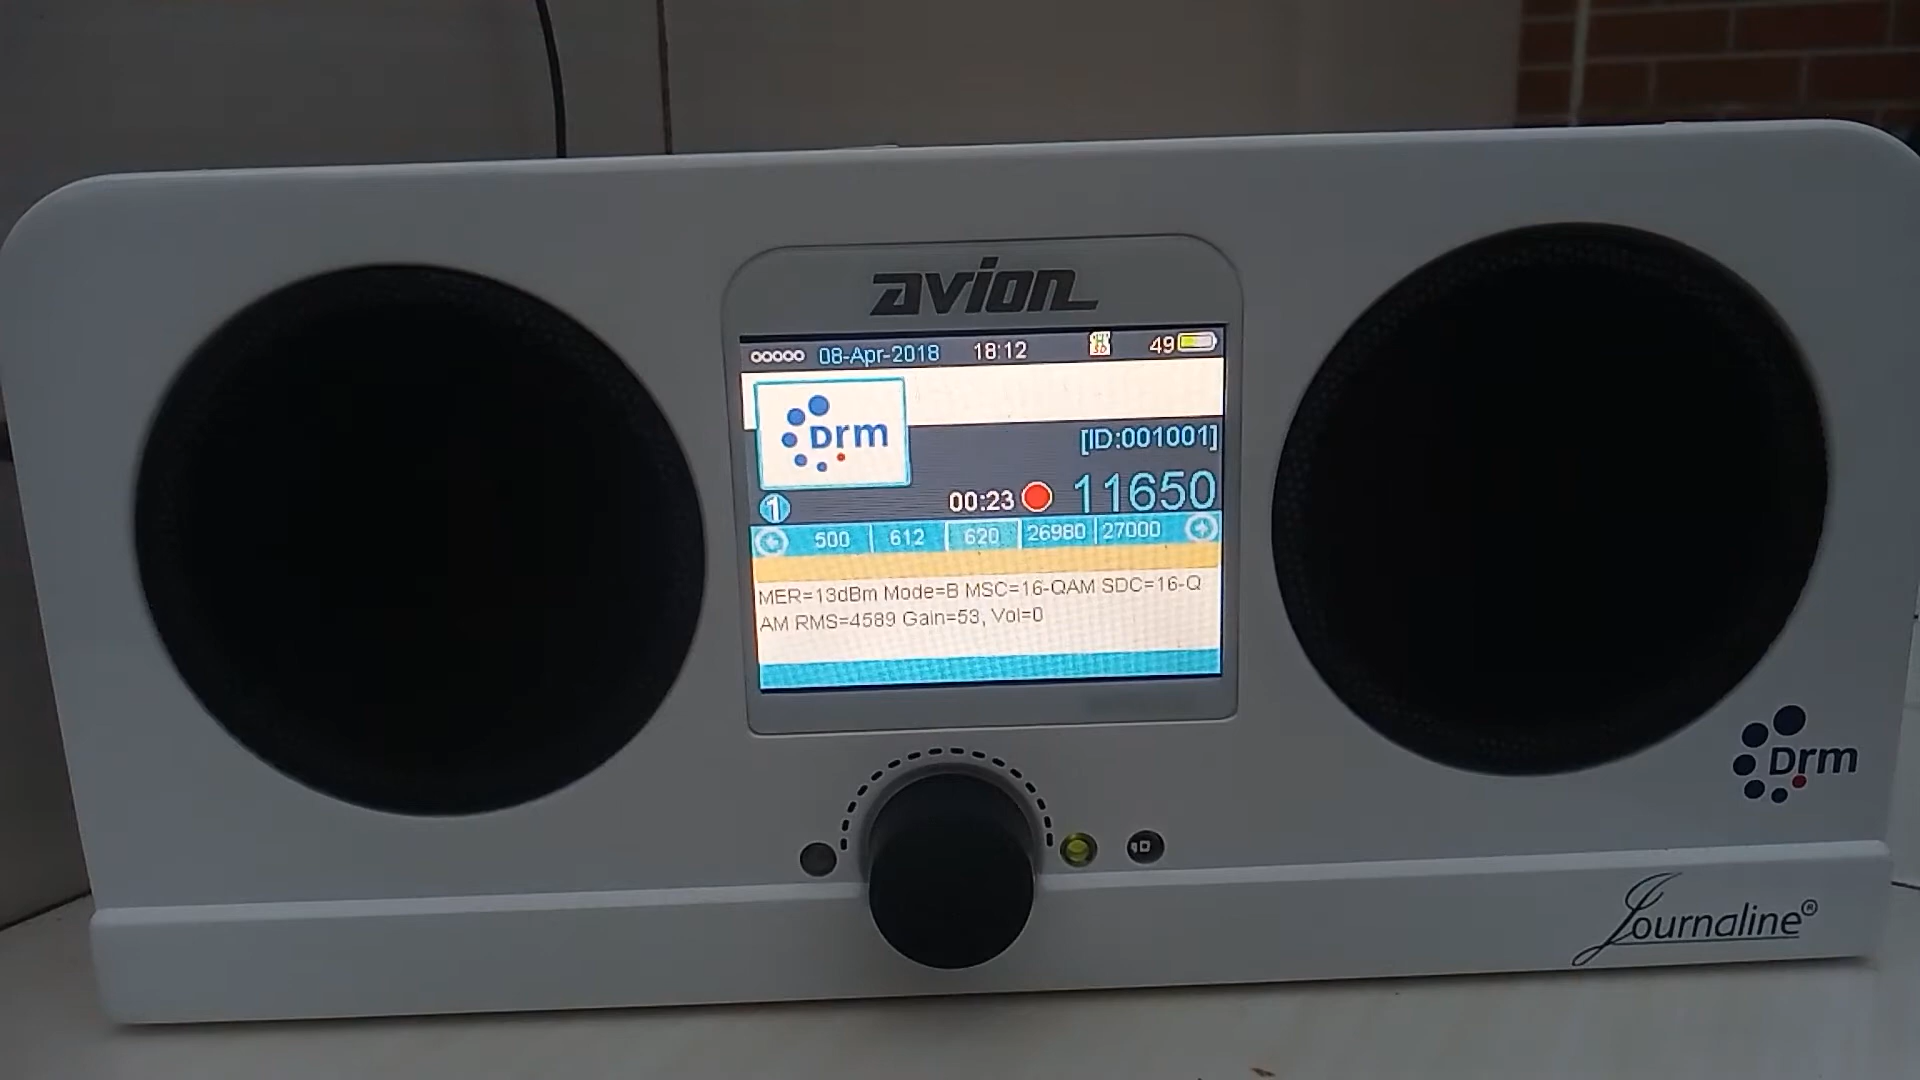 avion
08-Apr-2018 18:12 49
Drm
[ID:001001]
1 00:23 11650
500 612 620 26980 27000
MER=13dBm Mode=B MSC=16-QAM SDC=16-Q
AM RMS=4589 Gain=53, Vol=0
Drm
Journaline®